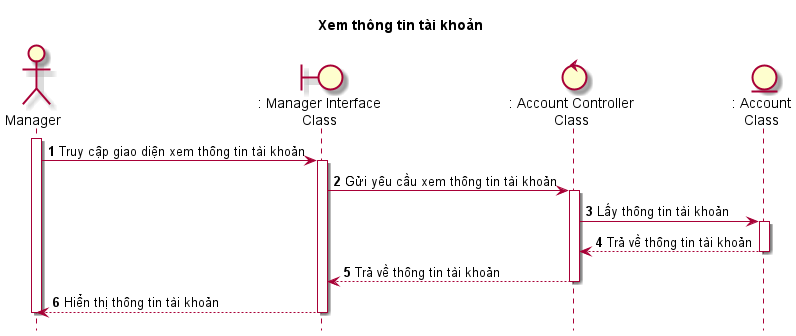 Xem thông tin tài khoản
Manager
: Manager Interface
Class
: Account Controller
Class
: Account
Class
1 Truy cập giao diện xem thông tin tài khoản
2 Gửi yêu cầu xem thông tin tài khoản
3 Lấy thông tin tài khoản
4 Trả về thông tin tài khoản
5 Trả về thông tin tài khoản
6 Hiển thị thông tin tài khoản